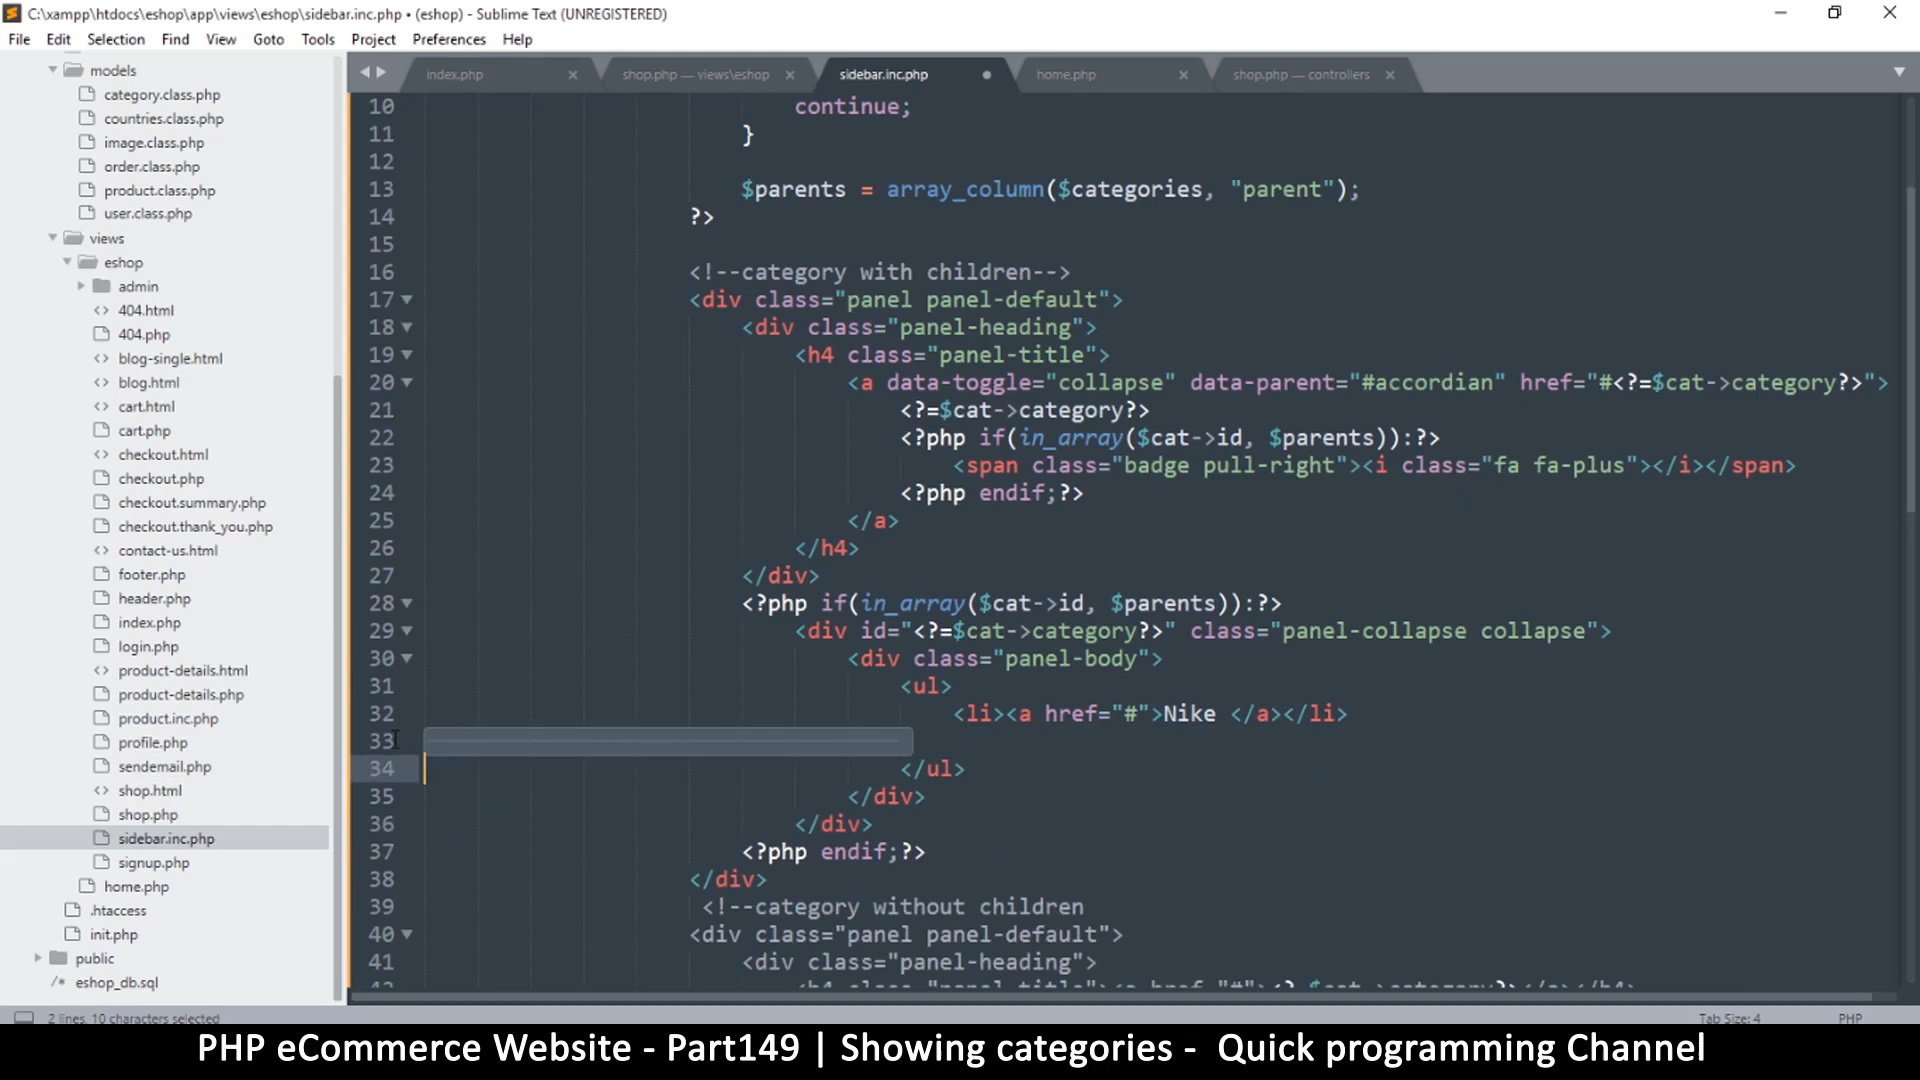 C:\xampp\htdocs\eshop\app\views\eshop\sidebar.inc.php • (eshop) - Sublime Text (UNREGISTERED)
File Edit Selection Find View Goto Tools Project Preferences Help
models
category.class.php
countries.class.php
image.class.php
order.class.php
product.class.php
user.class.php
views
eshop
admin
404.html
404.php
blog-single.html
blog.html
cart.html
cart.php
checkout.html
checkout.php
checkout.summary.php
checkout.thank_you.php
contact-us.html
footer.php
header.php
index.php
login.php
product-details.html
product-details.php
product.inc.php
profile.php
sendemail.php
shop.html
shop.php
sidebar.inc.php
signup.php
home.php
.htaccess
init.php
public
eshop_db.sql
index.php shop.php — views\eshop sidebar.inc.php home.php shop.php — controllers
10 continue;
11 }
12
13 $parents = array_column($categories, "parent");
14 ?>
15
16 <!--category with children-->
17 <div class="panel panel-default">
18 <div class="panel-heading">
19 <h4 class="panel-title">
20 <a data-toggle="collapse" data-parent="#accordian" href="#<?=$cat->category?>">
21 <?=$cat->category?>
22 <?php if(in_array($cat->id, $parents)):?>
23 <span class="badge pull-right"><i class="fa fa-plus"></i></span>
24 <?php endif;?>
25 </a>
26 </h4>
27 </div>
28 <?php if(in_array($cat->id, $parents)):?>
29 <div id="<?=$cat->category?>" class="panel-collapse collapse">
30 <div class="panel-body">
31 <ul>
32 <li><a href="#">Nike </a></li>
33
34 </ul>
35 </div>
36 </div>
37 <?php endif;?>
38 </div>
39 <!--category without children
40 <div class="panel panel-default">
41 <div class="panel-heading">
2 lines, 10 characters selected Tab Size: 4 PHP
PHP eCommerce Website - Part149 | Showing categories - Quick programming Channel